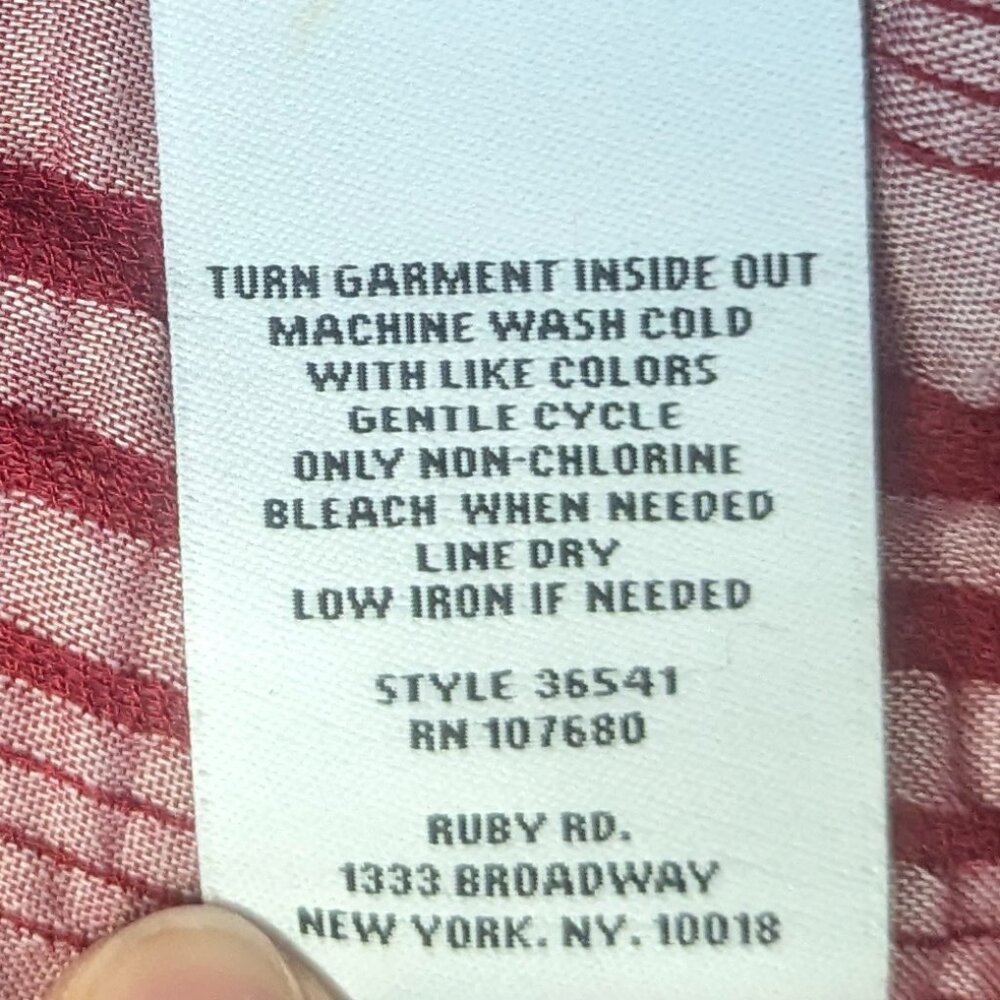 TURN GARMENT INSIDE OUT
MACHINE WASH COLD
WITH LIKE COLORS
GENTLE CYCLE
ONLY NON-CHLORINE
BLEACH WHEN NEEDED
LINE DRY
LOW IRON IF NEEDED
STYLE 36541
RN 107680
RUBY RD.
1333 BROADWAY
NEW YORK. NY. 10018